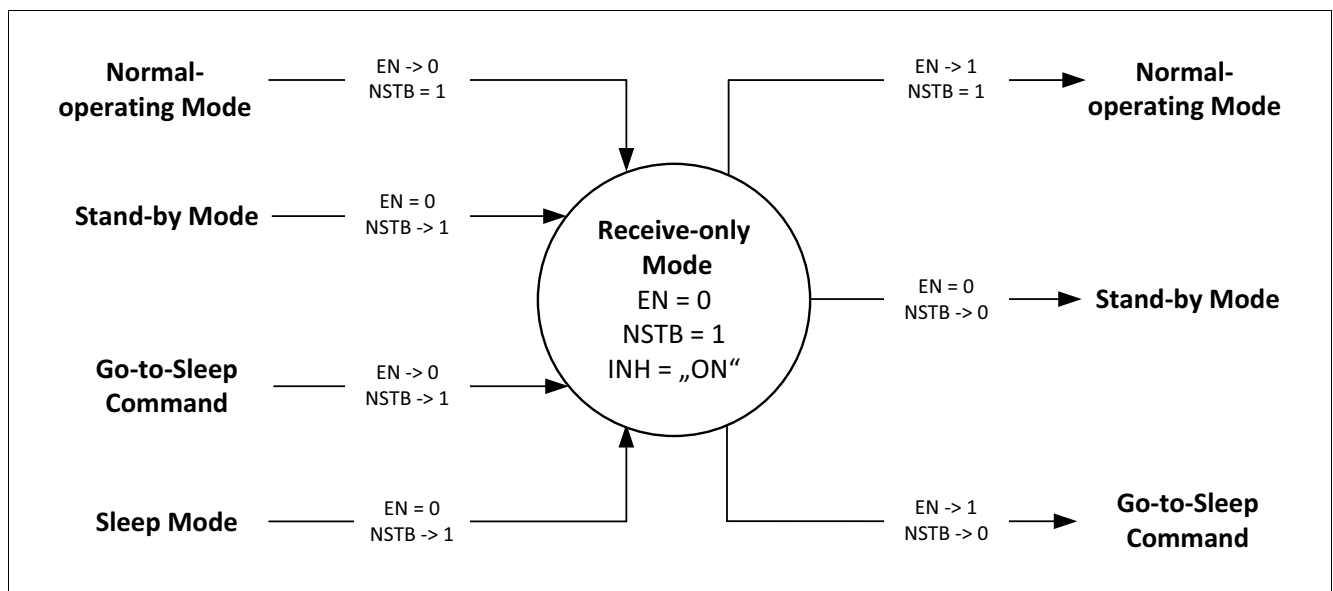 Normal-
operating Mode
EN -> 0
NSTB = 1
Stand-by Mode
EN = 0
NSTB -> 1
Go-to-Sleep
Command
EN -> 0
NSTB -> 1
Sleep Mode
EN = 0
NSTB -> 1
Receive-only
Mode
EN = 0
NSTB = 1
INH = „ON“
EN -> 1
NSTB = 1
Normal-
operating Mode
EN = 0
NSTB -> 0
Stand-by Mode
EN -> 1
NSTB -> 0
Go-to-Sleep
Command